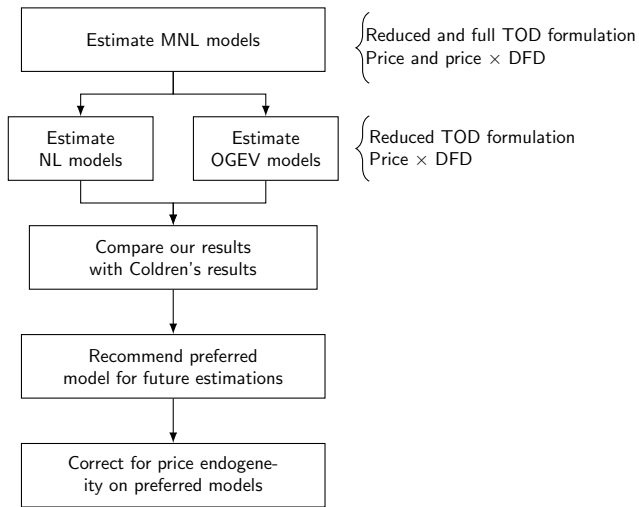 Estimate MNL models
Reduced and full TOD formulation
Price and price × DFD
Estimate
NL models
Estimate
OGEV models
Reduced TOD formulation
Price × DFD
Compare our results
with Coldren's results
Recommend preferred
model for future estimations
Correct for price endogene-
ity on preferred models